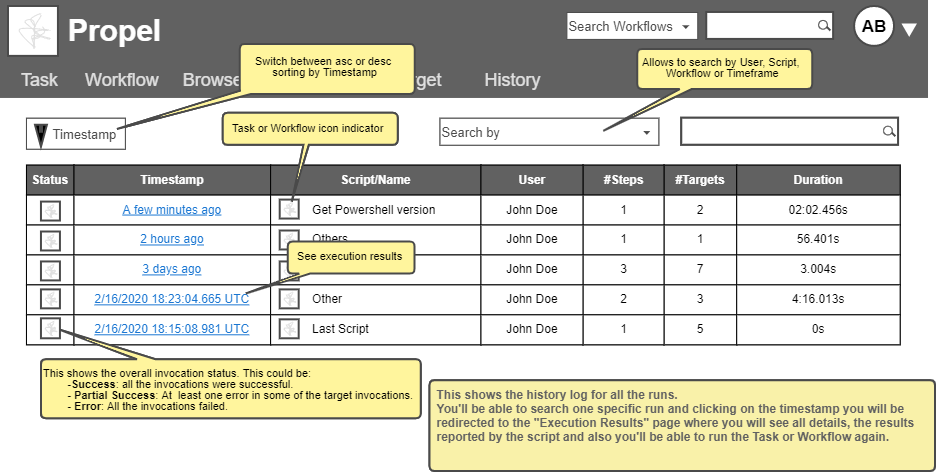 Propel
Search Workflows
AB
Task Workflow Browse get History
Switch between asc or desc
sorting by Timestamp
Allows to search by User, Script,
Workflow or Timeframe
Timestamp
Task or Workflow icon indicator
Search by
Status Timestamp Script/Name User #Steps #Targets Duration
A few minutes ago Get Powershell version John Doe 1 2 02:02.456s
2 hours ago Others John Doe 1 1 56.401s
See execution results
3 days ago John Doe 3 7 3.004s
2/16/2020 18:23:04.665 UTC Other John Doe 2 3 4:16.013s
2/16/2020 18:15:08.981 UTC Last Script John Doe 1 5 0s
This shows the overall invocation status. This could be:
-Success: all the invocations were successful.
- Partial Success: At least one error in some of the target invocations.
- Error: All the invocations failed.
This shows the history log for all the runs.
You'll be able to search one specific run and clicking on the timestamp you will be
redirected to the "Execution Results" page where you will see all details, the results
reported by the script and also you'll be able to run the Task or Workflow again.